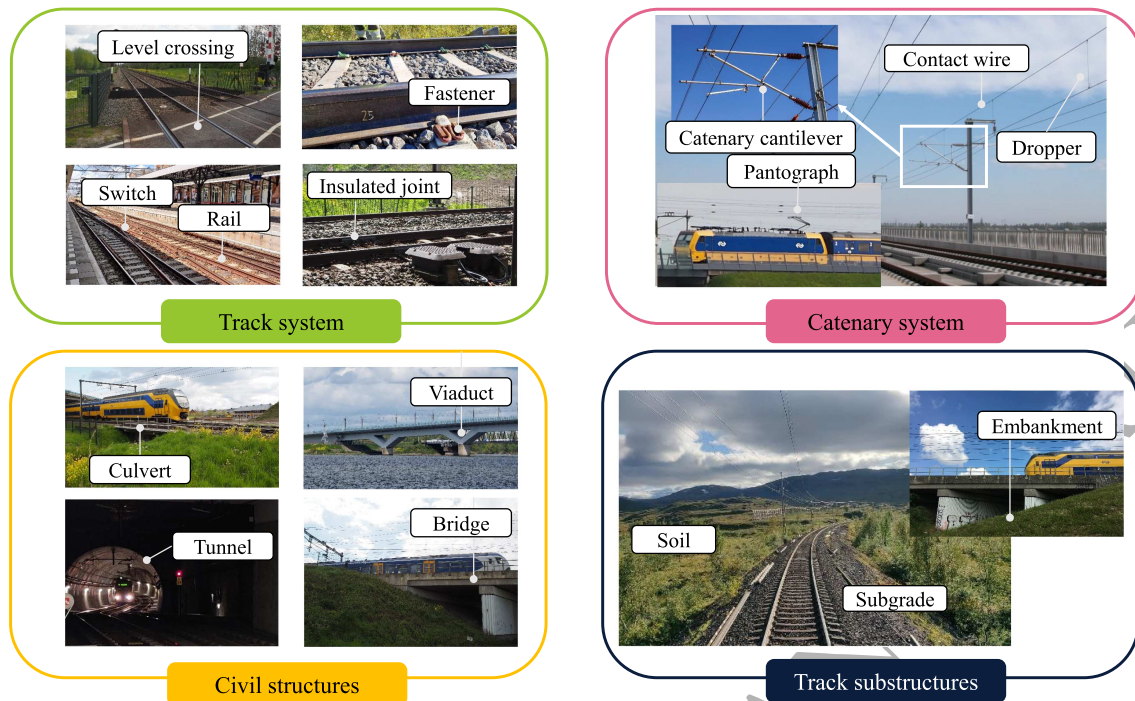 Level crossing
Fastener
25
Switch
Rail
Insulated joint
Track system
Contact wire
Catenary cantilever
Dropper
Pantograph
Catenary system
Viaduct
Culvert
Tunnel
Bridge
Civil structures
Embankment
Soil
Subgrade
Track substructures